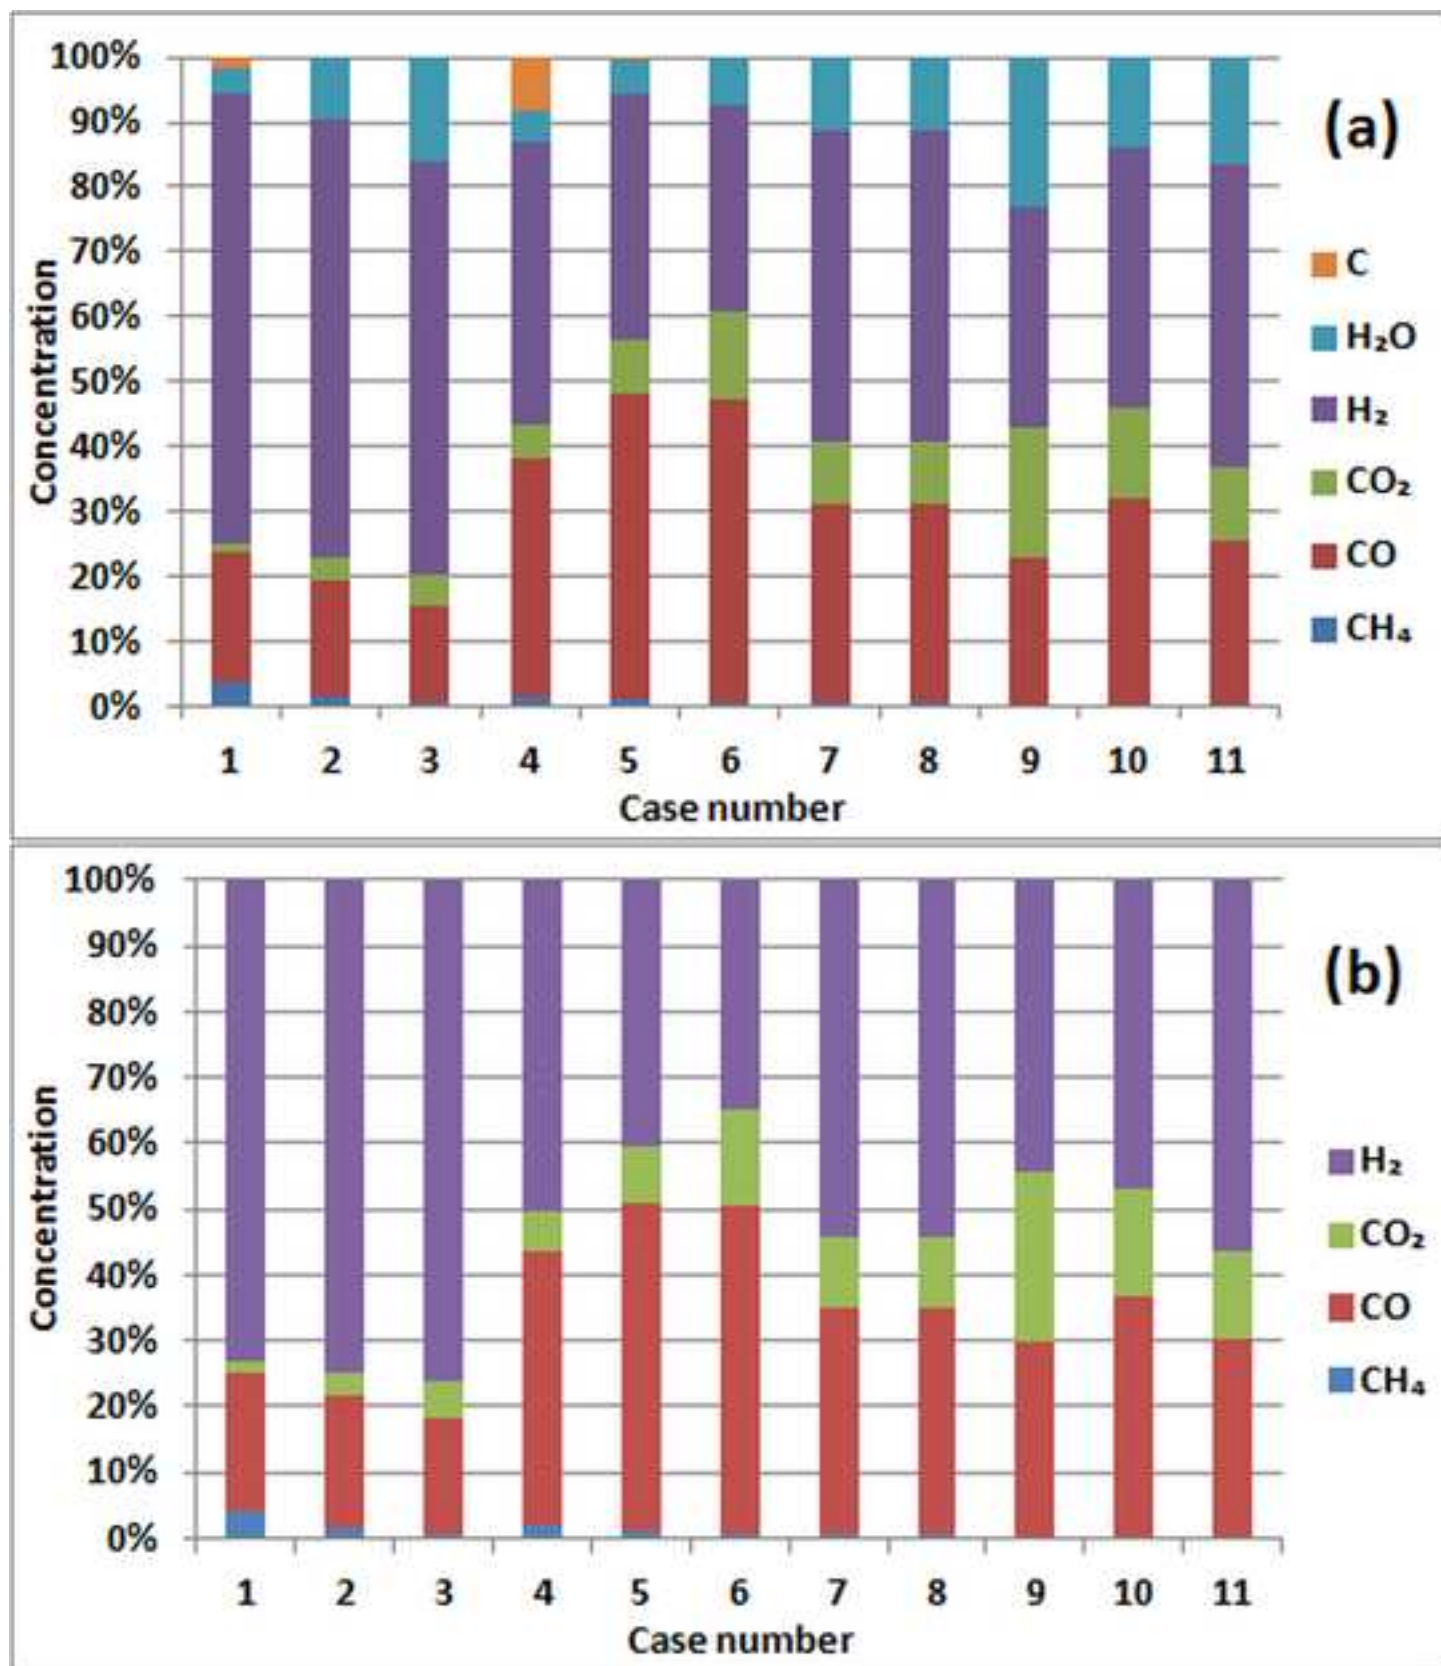 (a)
100%
90%
80%
70%
60%
50%
40%
30%
20%
10%
0%
Concentration
1 2 3 4 5 6 7 8 9 10 11
Case number
C
H₂O
H₂
CO₂
CO
CH₄
(b)
100%
90%
80%
70%
60%
50%
40%
30%
20%
10%
0%
Concentration
1 2 3 4 5 6 7 8 9 10 11
Case number
H₂
CO₂
CO
CH₄